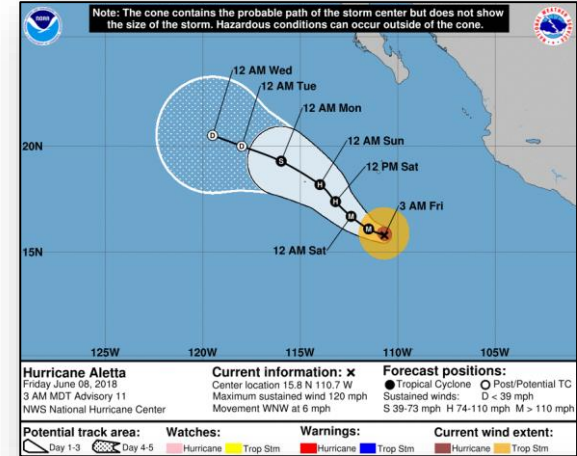 Note: The cone contains the probable path of the storm center but does not show
the size of the storm. Hazardous conditions can occur outside of the cone.
NOAA
12 AM Wed
12 AM Tue
12 AM Mon
12 AM Sun
12 PM Sat
3 AM Fri
12 AM Sat
D
D
S
H
H
M
M
20N
15N
125W
120W
115W
110W
105W
Hurricane Aletta
Friday June 08, 2018
3 AM MDT Advisory 11
NWS National Hurricane Center
Current information: ×
Center location 15.8 N 110.7 W
Maximum sustained wind 120 mph
Movement WNW at 6 mph
Forecast positions:
● Tropical Cyclone ○ Post/Potential TC
Sustained winds: D < 39 mph
S 39-73 mph H 74-110 mph M > 110 mph
Potential track area:
Day 1-3 Day 4-5
Watches:
Hurricane Trop Stm
Warnings:
Hurricane Trop Stm
Current wind extent:
Hurricane Trop Stm